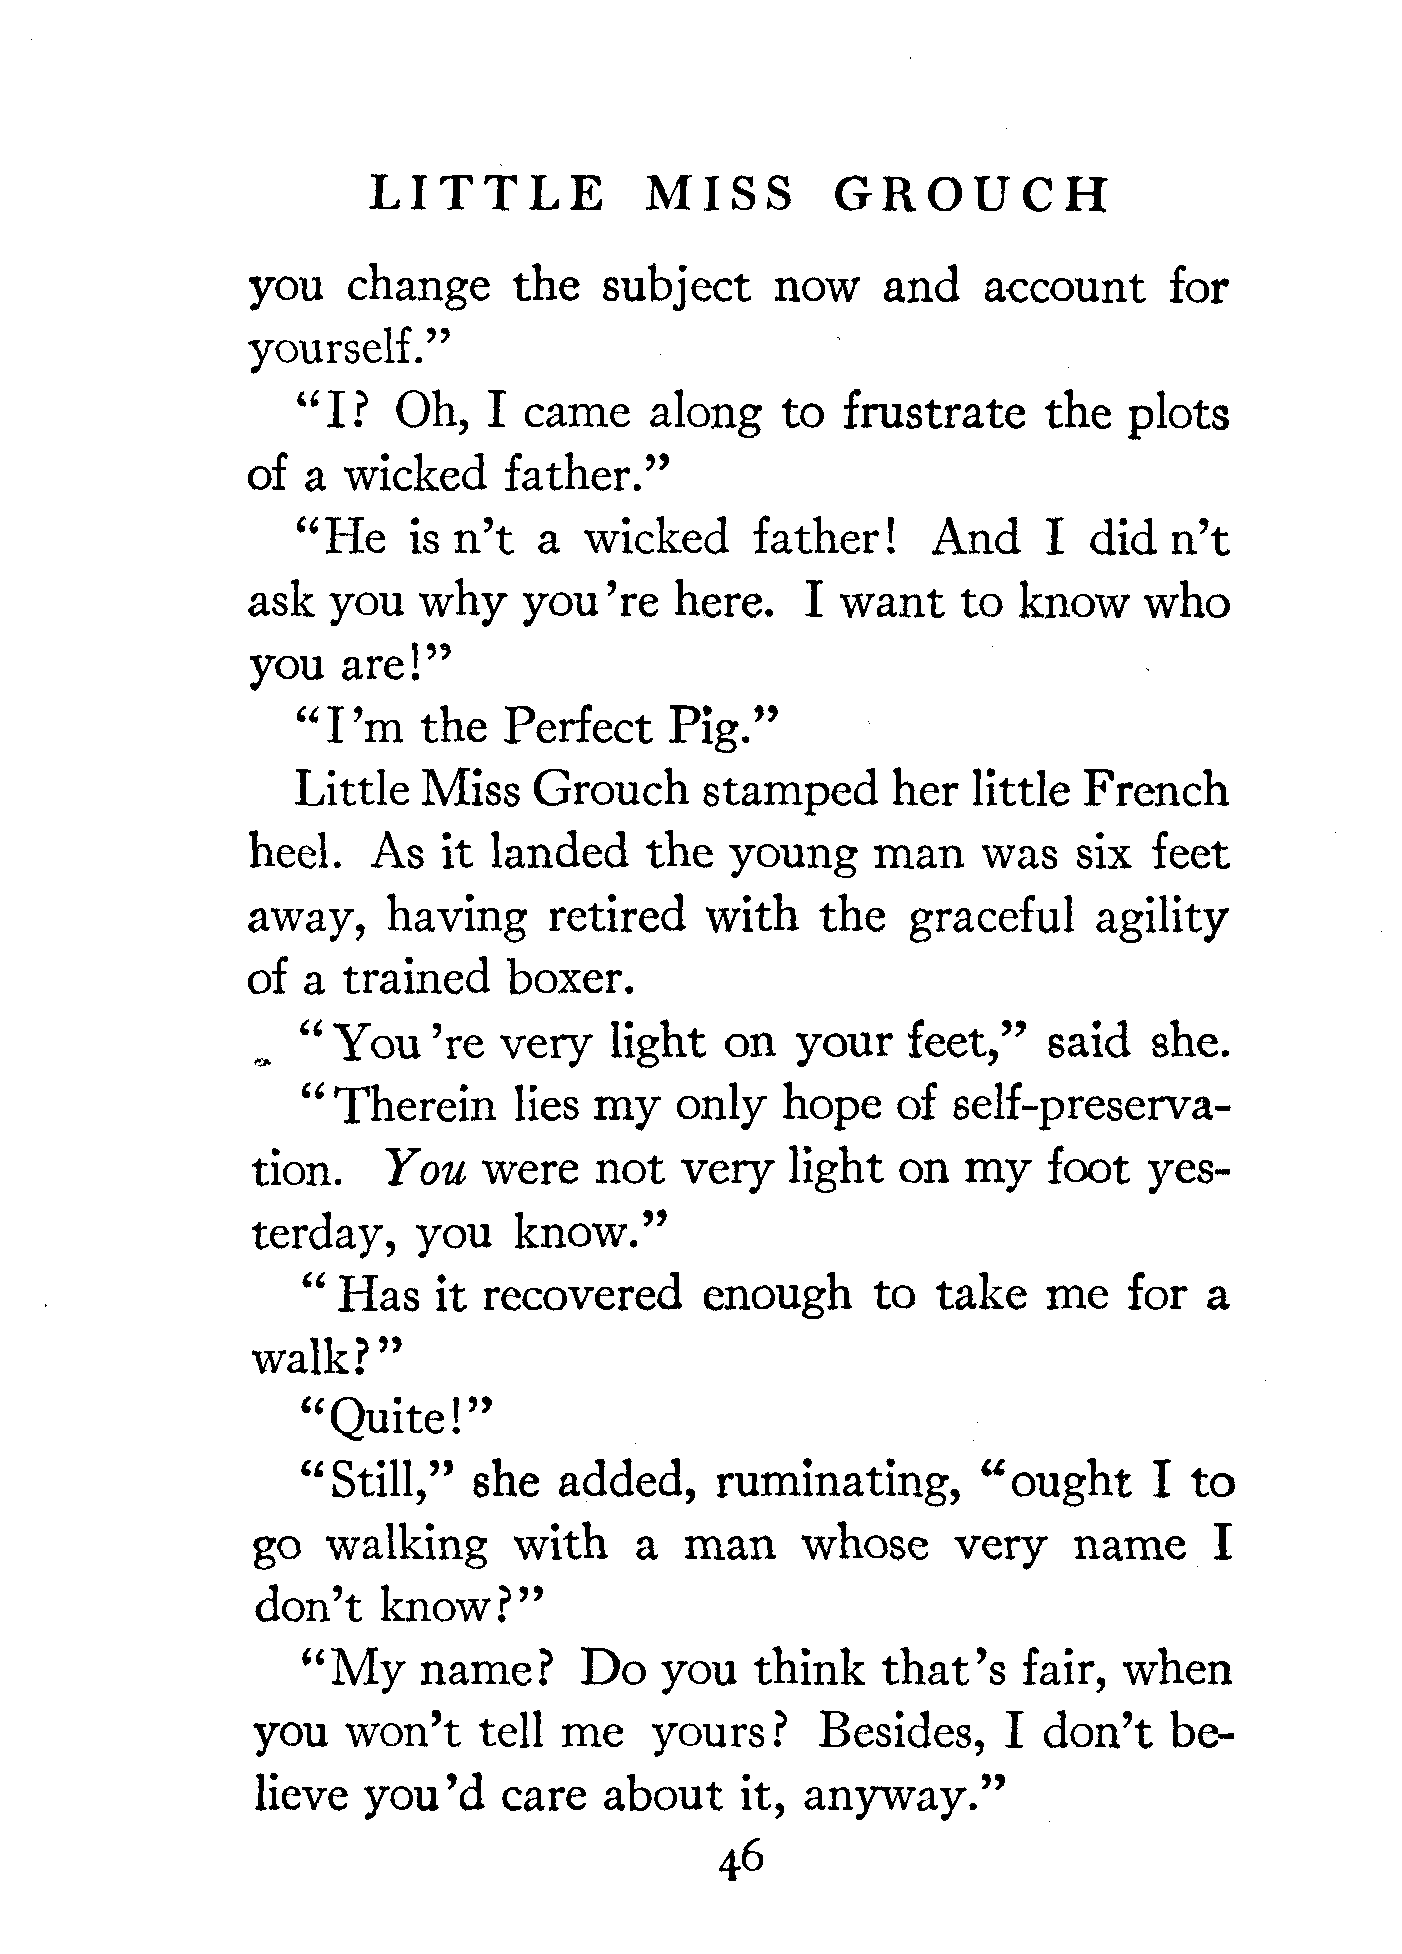 LITTLE MISS GROUCH
you change the subject now and account for
yourself."
"I? Oh, I came along to frustrate the plots
of a wicked father."
"He is n't a wicked father! And I did n't
ask you why you 're here. I want to know who
you are!"
"I 'm the Perfect Pig."
Little Miss Grouch stamped her little French
heel. As it landed the young man was six feet
away, having retired with the graceful agility
of a trained boxer.
"You 're very light on your feet," said she.
"Therein lies my only hope of self-preserva-
tion. You were not very light on my foot yes-
terday, you know."
"Has it recovered enough to take me for a
walk?"
"Quite!"
"Still," she added, ruminating, "ought I to
go walking with a man whose very name I
don't know?"
"My name? Do you think that 's fair, when
you won't tell me yours? Besides, I don't be-
lieve you 'd care about it, anyway."
46